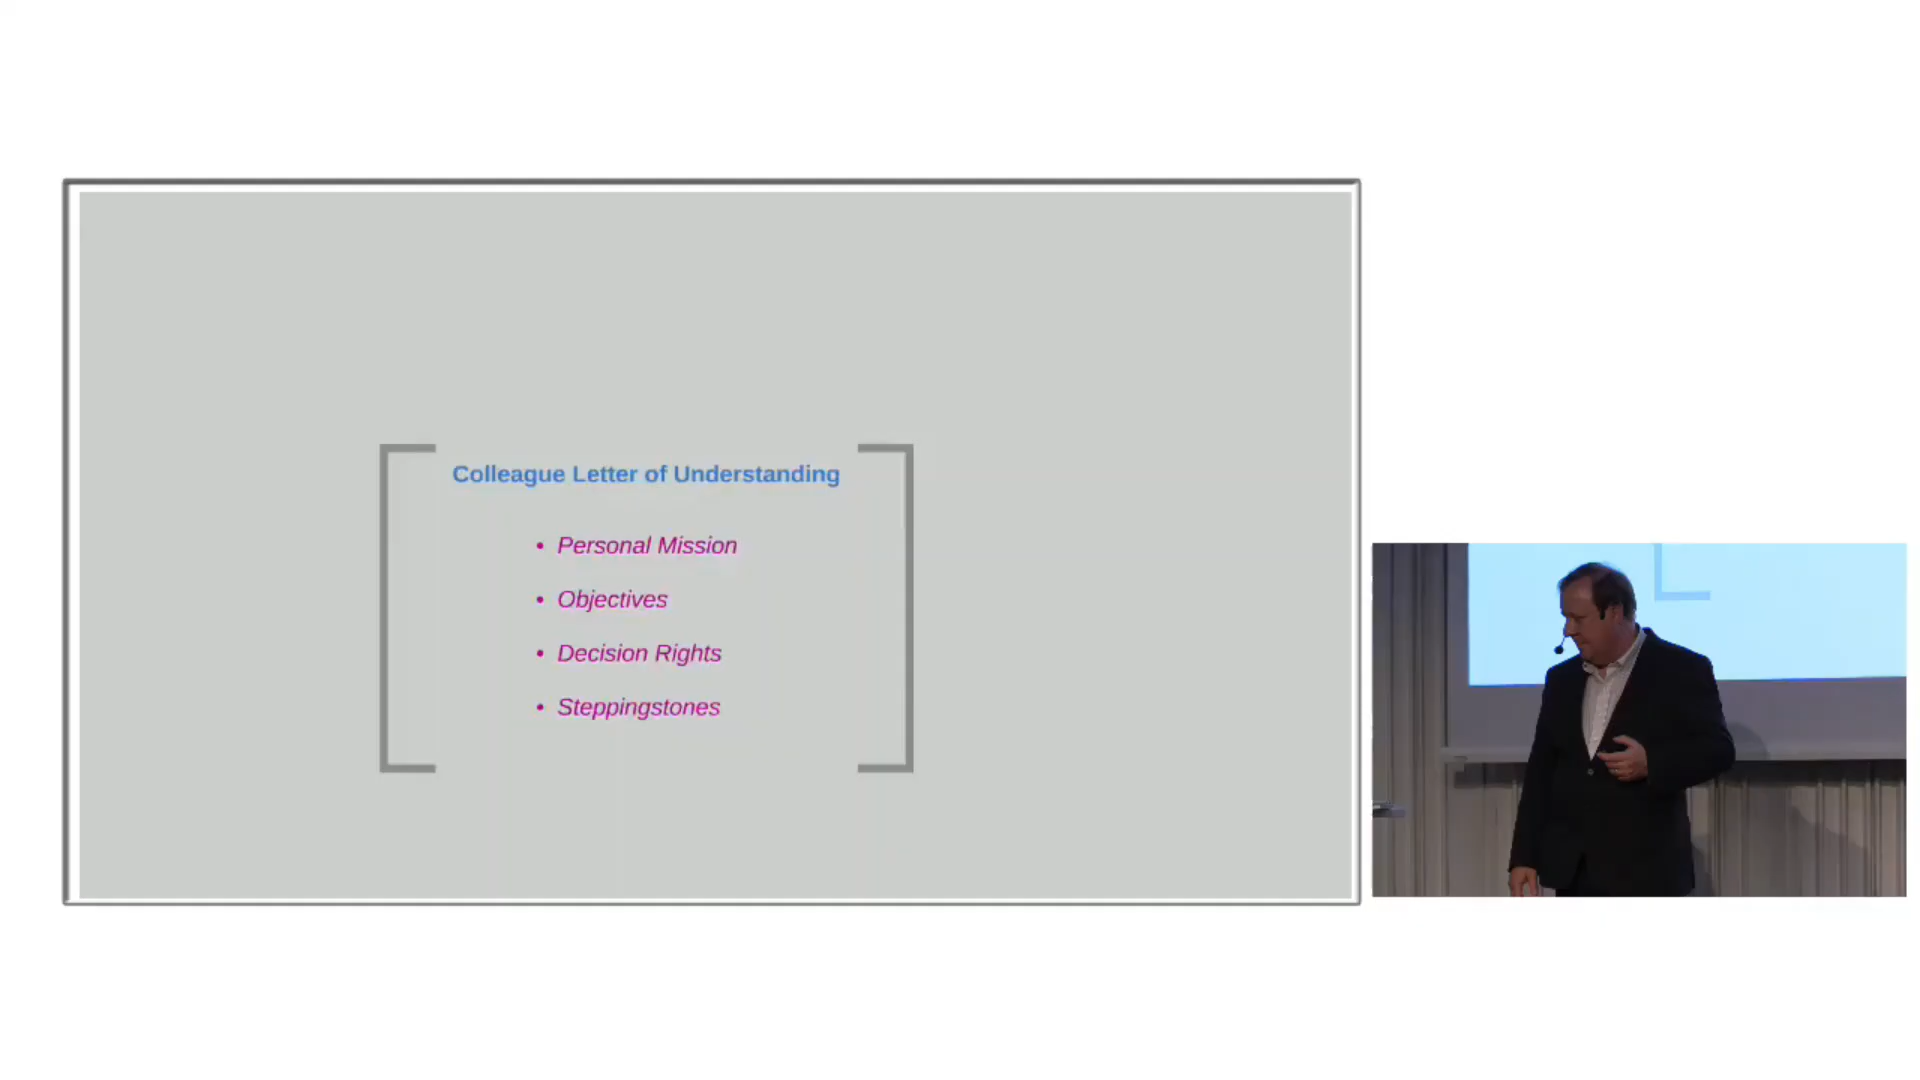 Colleague Letter of Understanding
• Personal Mission
• Objectives
• Decision Rights
• Steppingstones